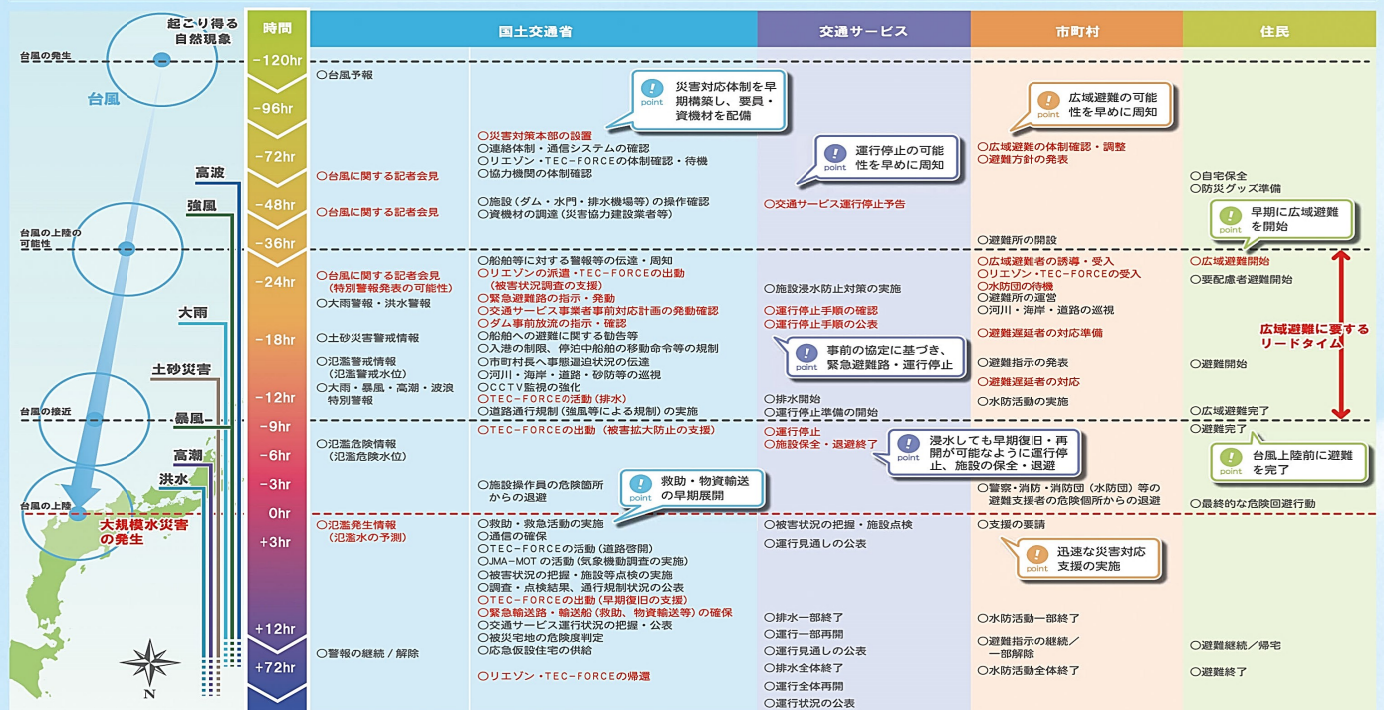 起こり得る
自然現象
時間
国土交通省
交通サービス
市町村
住民
台風の発生
台風
高波
強風
台風の上陸の
可能性
大雨
土砂災害
台風の接近
暴風
高潮
洪水
台風の上陸
大規模水災害
の発生
N
-120hr
-96hr
-72hr
-48hr
-36hr
-24hr
-18hr
-12hr
-9hr
-6hr
-3hr
0hr
+3hr
+12hr
+72hr
○台風予報
○台風に関する記者会見
○台風に関する記者会見
○台風に関する記者会見
(特別警報発表の可能性)
○大雨警報・洪水警報
○土砂災害警戒情報
○氾濫警戒情報
(氾濫警戒水位)
○大雨・暴風・高潮・波浪
特別警報
○氾濫危険情報
(氾濫危険水位)
○氾濫発生情報
(氾濫水の予測)
○警報の継続/解除
! point
災害対応体制を早
期構築し、要員・
資機材を配備
○災害対策本部の設置
○連絡体制・通信システムの確認
○リエゾン・TEC-FORCEの体制確認・待機
○協力機関の体制確認
○施設(ダム・水門・排水機場等)の操作確認
○資機材の調達(災害協力建設業者等)
○船舶等に対する警報等の伝達・周知
○リエゾンの派遣・TEC-FORCEの出動
(被害状況調査の支援)
○緊急避難路の指示・発動
○交通サービス事業者事前対応計画の発動確認
○ダム事前放流の指示・確認
○船舶への避難に関する勧告等
○入港の制限、停泊中船舶の移動命令等の規制
○市町村長へ事態逼迫状況の伝達
○河川・海岸・道路・砂防等の巡視
○CCTV監視の強化
○TEC-FORCEの活動(排水)
○道路通行規制(強風等による規制)の実施
○TEC-FORCEの出動(被害拡大防止の支援)
○施設操作員の危険箇所
からの退避
! point
救助・物資輸送
の早期展開
○救助・救急活動の実施
○通信の確保
○TEC-FORCEの活動(道路啓開)
○JMA-MOTの活動(気象機動調査の実施)
○被害状況の把握・施設等点検の実施
○調査・点検結果、通行規制状況の公表
○TEC-FORCEの出動(早期復旧の支援)
○緊急輸送路・輸送船(救助、物資輸送等)の確保
○交通サービス運行状況の把握・公表
○被災宅地の危険度判定
○応急仮設住宅の供給
○リエゾン・TEC-FORCEの帰還
! point
運行停止の可能
性を早めに周知
○交通サービス運行停止予告
○施設浸水防止対策の実施
○運行停止手順の確認
○運行停止手順の公表
! point
事前の協定に基づき、
緊急避難路・運行停止
○排水開始
○運行停止準備の開始
○運行停止
○施設保全・退避終了
! point
浸水しても早期復旧・再
開が可能なように運行停
止、施設の保全・退避
○被害状況の把握・施設点検
○運行見通しの公表
○排水一部終了
○運行一部再開
○運行見通しの公表
○排水全体終了
○運行全体再開
○運行状況の公表
! point
広域避難の可能
性を早めに周知
○広域避難の体制確認・調整
○避難方針の発表
○避難所の開設
○広域避難者の誘導・受入
○リエゾン・TEC-FORCEの受入
○水防団の待機
○避難所の運営
○河川・海岸・道路の巡視
○避難遅延者の対応準備
○避難指示の発表
○避難遅延者の対応
○水防活動の実施
○警察・消防・消防団(水防団)等の
避難支援者の危険個所からの退避
○支援の要請
! point
迅速な災害対応
支援の実施
○水防活動一部終了
○避難指示の継続/
一部解除
○水防活動全体終了
○自宅保全
○防災グッズ準備
! point
早期に広域避難
を開始
○広域避難開始
○要配慮者避難開始
広域避難に要する
リードタイム
○避難開始
○広域避難完了
○避難完了
! point
台風上陸前に避難
を完了
○最終的な危険回避行動
○避難継続/帰宅
○避難終了